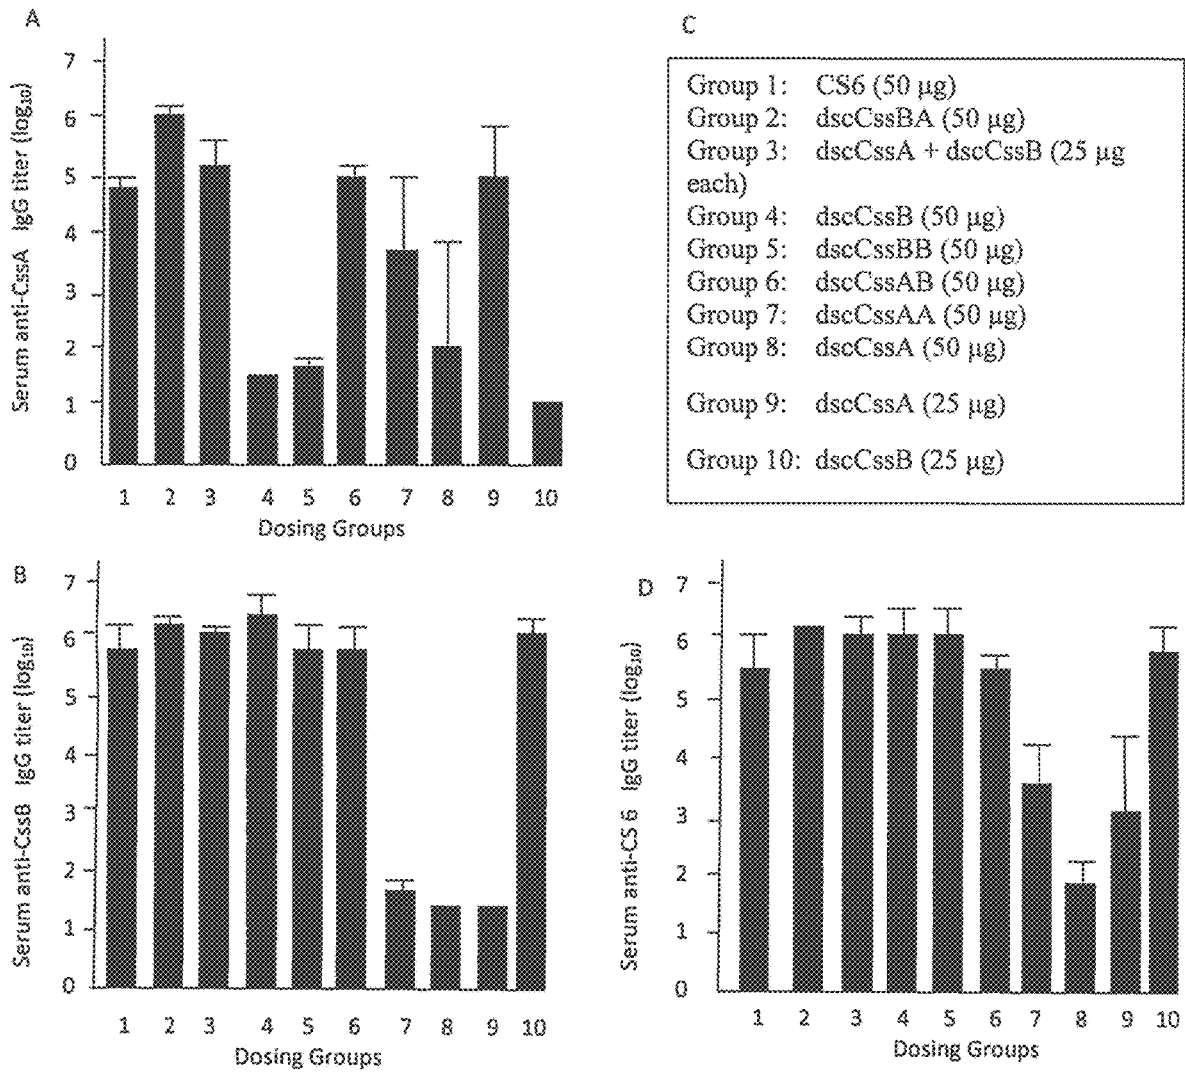 A
Serum anti-CssA IgG titer (log₁₀)
7
6
5
4
3
2
1
0
1 2 3 4 5 6 7 8 9 10
Dosing Groups
C
Group 1: CS6 (50 µg)
Group 2: dscCssBA (50 µg)
Group 3: dscCssA + dscCssB (25 µg
each)
Group 4: dscCssB (50 µg)
Group 5: dscCssBB (50 µg)
Group 6: dscCssAB (50 µg)
Group 7: dscCssAA (50 µg)
Group 8: dscCssA (50 µg)
Group 9: dscCssA (25 µg)
Group 10: dscCssB (25 µg)
B
Serum anti-CssB IgG titer (log₁₀)
7
6
5
4
3
2
1
0
1 2 3 4 5 6 7 8 9 10
Dosing Groups
D
Serum anti-CS 6 IgG titer (log₁₀)
7
6
5
4
3
2
1
0
1 2 3 4 5 6 7 8 9 10
Dosing Groups